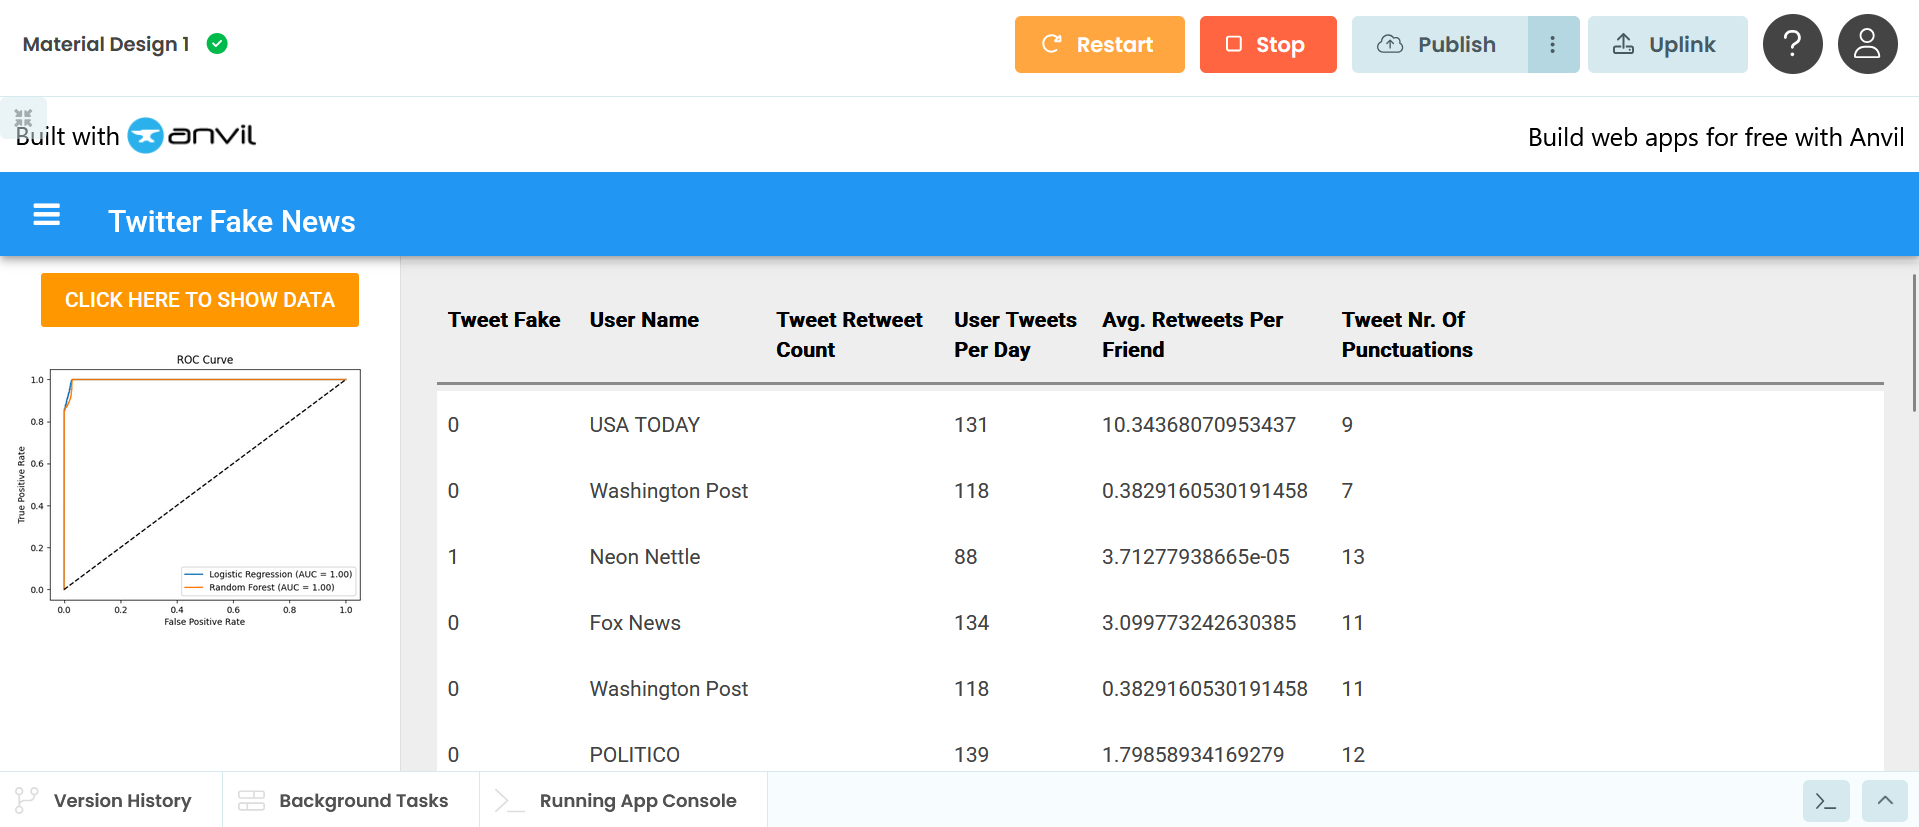 Material Design 1
Restart
Stop
Publish
Uplink
?
Built with anvil
Build web apps for free with Anvil
Twitter Fake News
CLICK HERE TO SHOW DATA
ROC Curve
1.0
0.8
0.6
0.4
0.2
0.0
True Positive Rate
Logistic Regression (AUC = 1.00)
Random Forest (AUC = 1.00)
0.0 0.2 0.4 0.6 0.8 1.0
False Positive Rate
Tweet Fake User Name Tweet Retweet Count User Tweets Per Day Avg. Retweets Per Friend Tweet Nr. Of Punctuations
0 USA TODAY 131 10.34368070953437 9
0 Washington Post 118 0.3829160530191458 7
1 Neon Nettle 88 3.71277938665e-05 13
0 Fox News 134 3.099773242630385 11
0 Washington Post 118 0.3829160530191458 11
0 POLITICO 139 1.79858934169279 12
Version History
Background Tasks
Running App Console